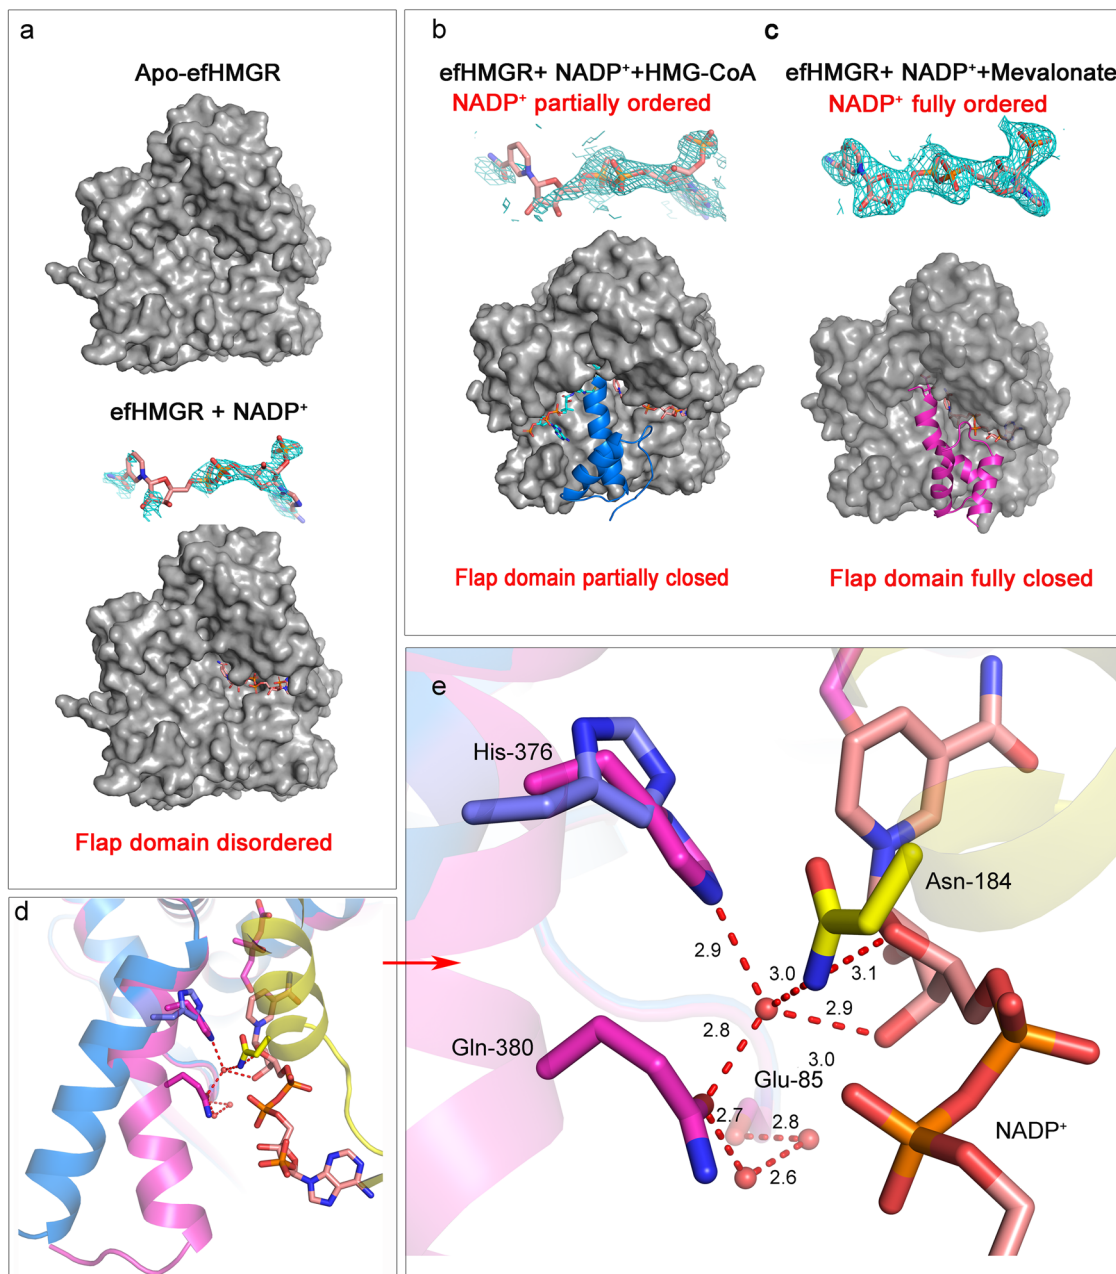 a
Apo-efHMGR
efHMGR + NADP+
Flap domain disordered
b
efHMGR+ NADP++HMG-CoA
NADP+ partially ordered
Flap domain partially closed
c
efHMGR+ NADP++Mevalonate
NADP+ fully ordered
Flap domain fully closed
d
e
His-376
Asn-184
2.9
3.0
3.1
2.9
2.8
Gln-380
3.0
Glu-85
2.7
2.8
2.6
NADP+